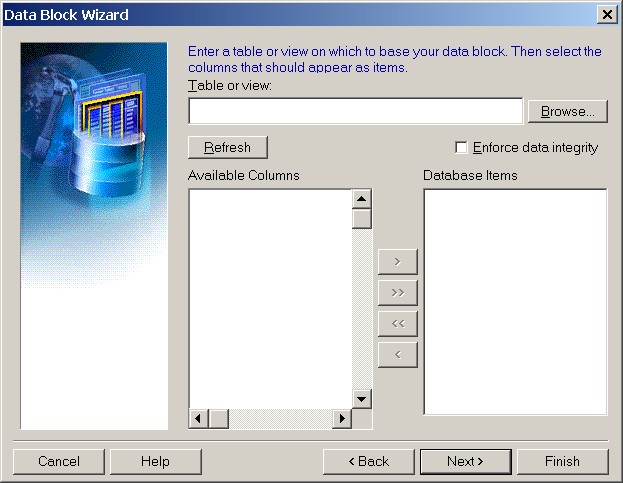 Data Block Wizard
Enter a table or view on which to base your data block. Then select the
columns that should appear as items.
Table or view:
Browse...
Refresh
Enforce data integrity
Available Columns
Database Items
>
>>
<<
<
Cancel
Help
< Back
Next >
Finish